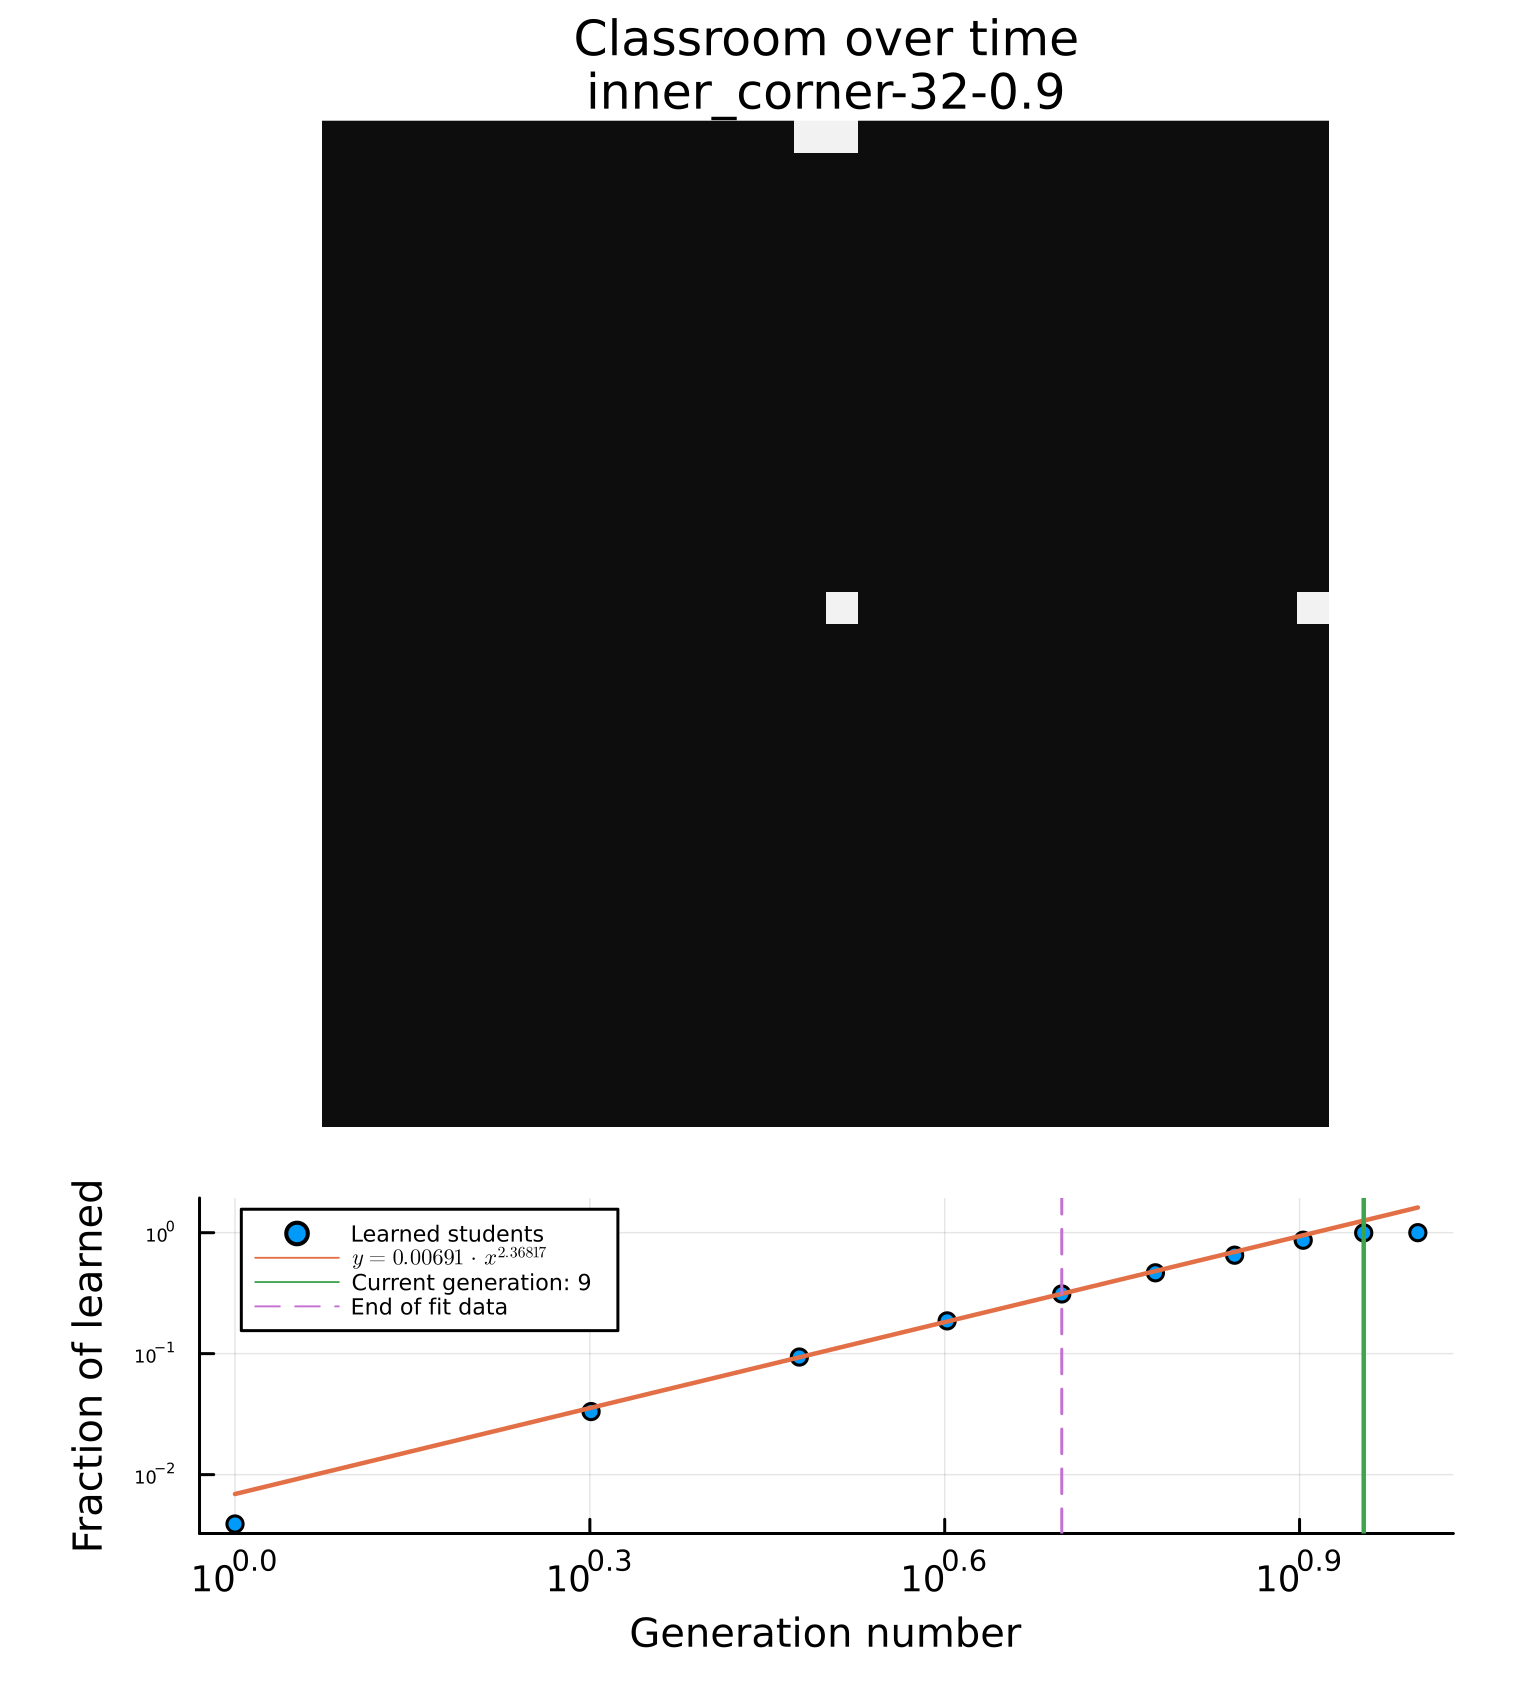 Classroom over time
inner_corner-32-0.9
Fraction of learned
10^0
10^-1
10^-2
Learned students
y = 0.00691 · x^2.36817
Current generation: 9
End of fit data
10^0.0 10^0.3 10^0.6 10^0.9
Generation number